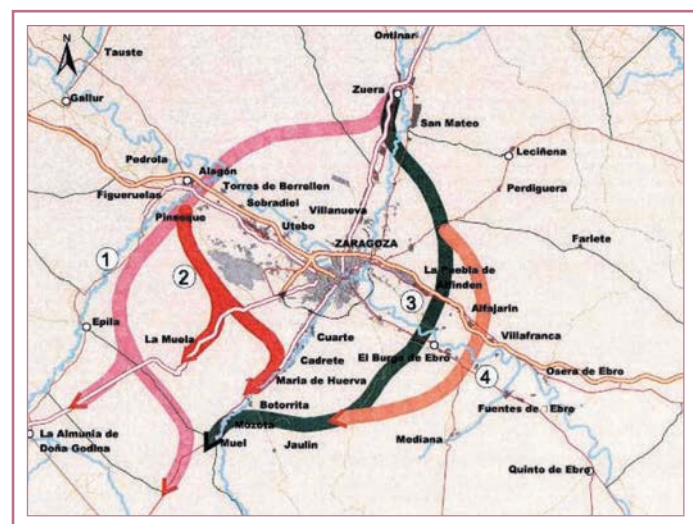 Ontinar
N
Tauste
Zuera
Gallur
San Mateo
Leciñena
Pedrola
Alagón
Perdiguera
Figueruelas
Torres de Berrellen
Sobradiel
Villanueva
Pinseque
Utebo
Farlete
ZARAGOZA
1
2
La Puebla de
Alfinden
3
Alfajarin
Epila
La Muela
Cuarte
Villafranca
Cadrete
El Burgo de Ebro
Osera de Ebro
Maria de Huerva
4
Botorrita
Fuentes de Ebro
La Almunia de
Doña Godina
Mozota
Muel
Jaulin
Mediana
Quinto de Ebro